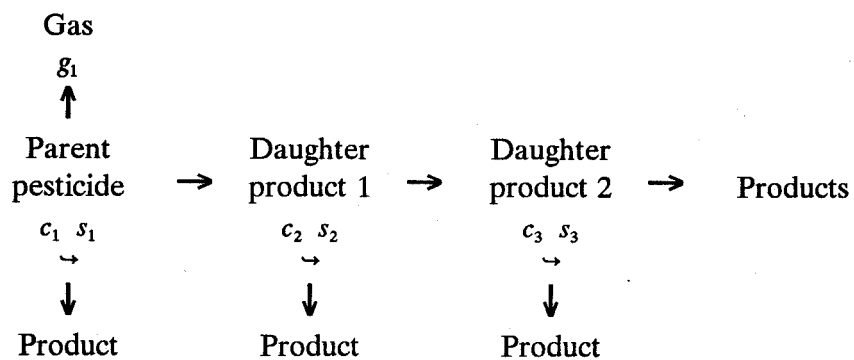 Gas
g₁
Parent Daughter Daughter
pesticide → product 1 → product 2 → Products
c₁ s₁ c₂ s₂ c₃ s₃
Product Product Product